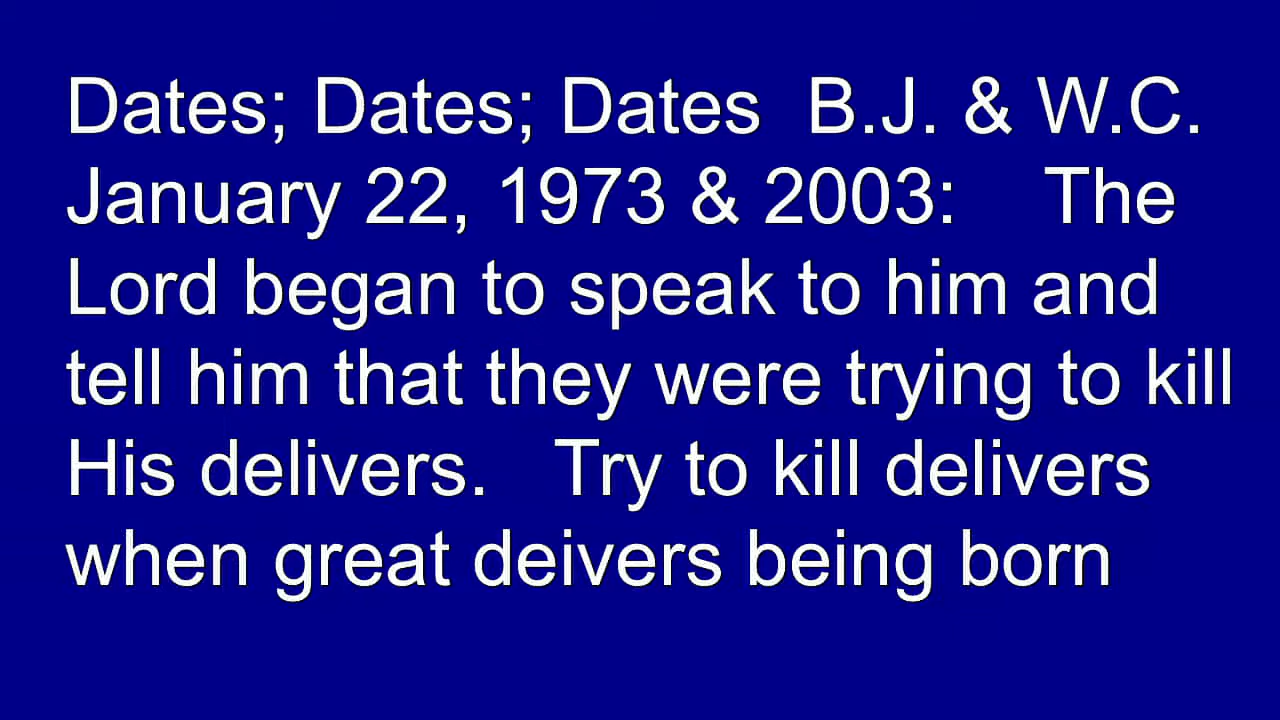 Dates; Dates; Dates  B.J. & W.C.
January 22, 1973 & 2003:    The
Lord began to speak to him and
tell him that they were trying to kill
His delivers.   Try to kill delivers
when great deivers being born